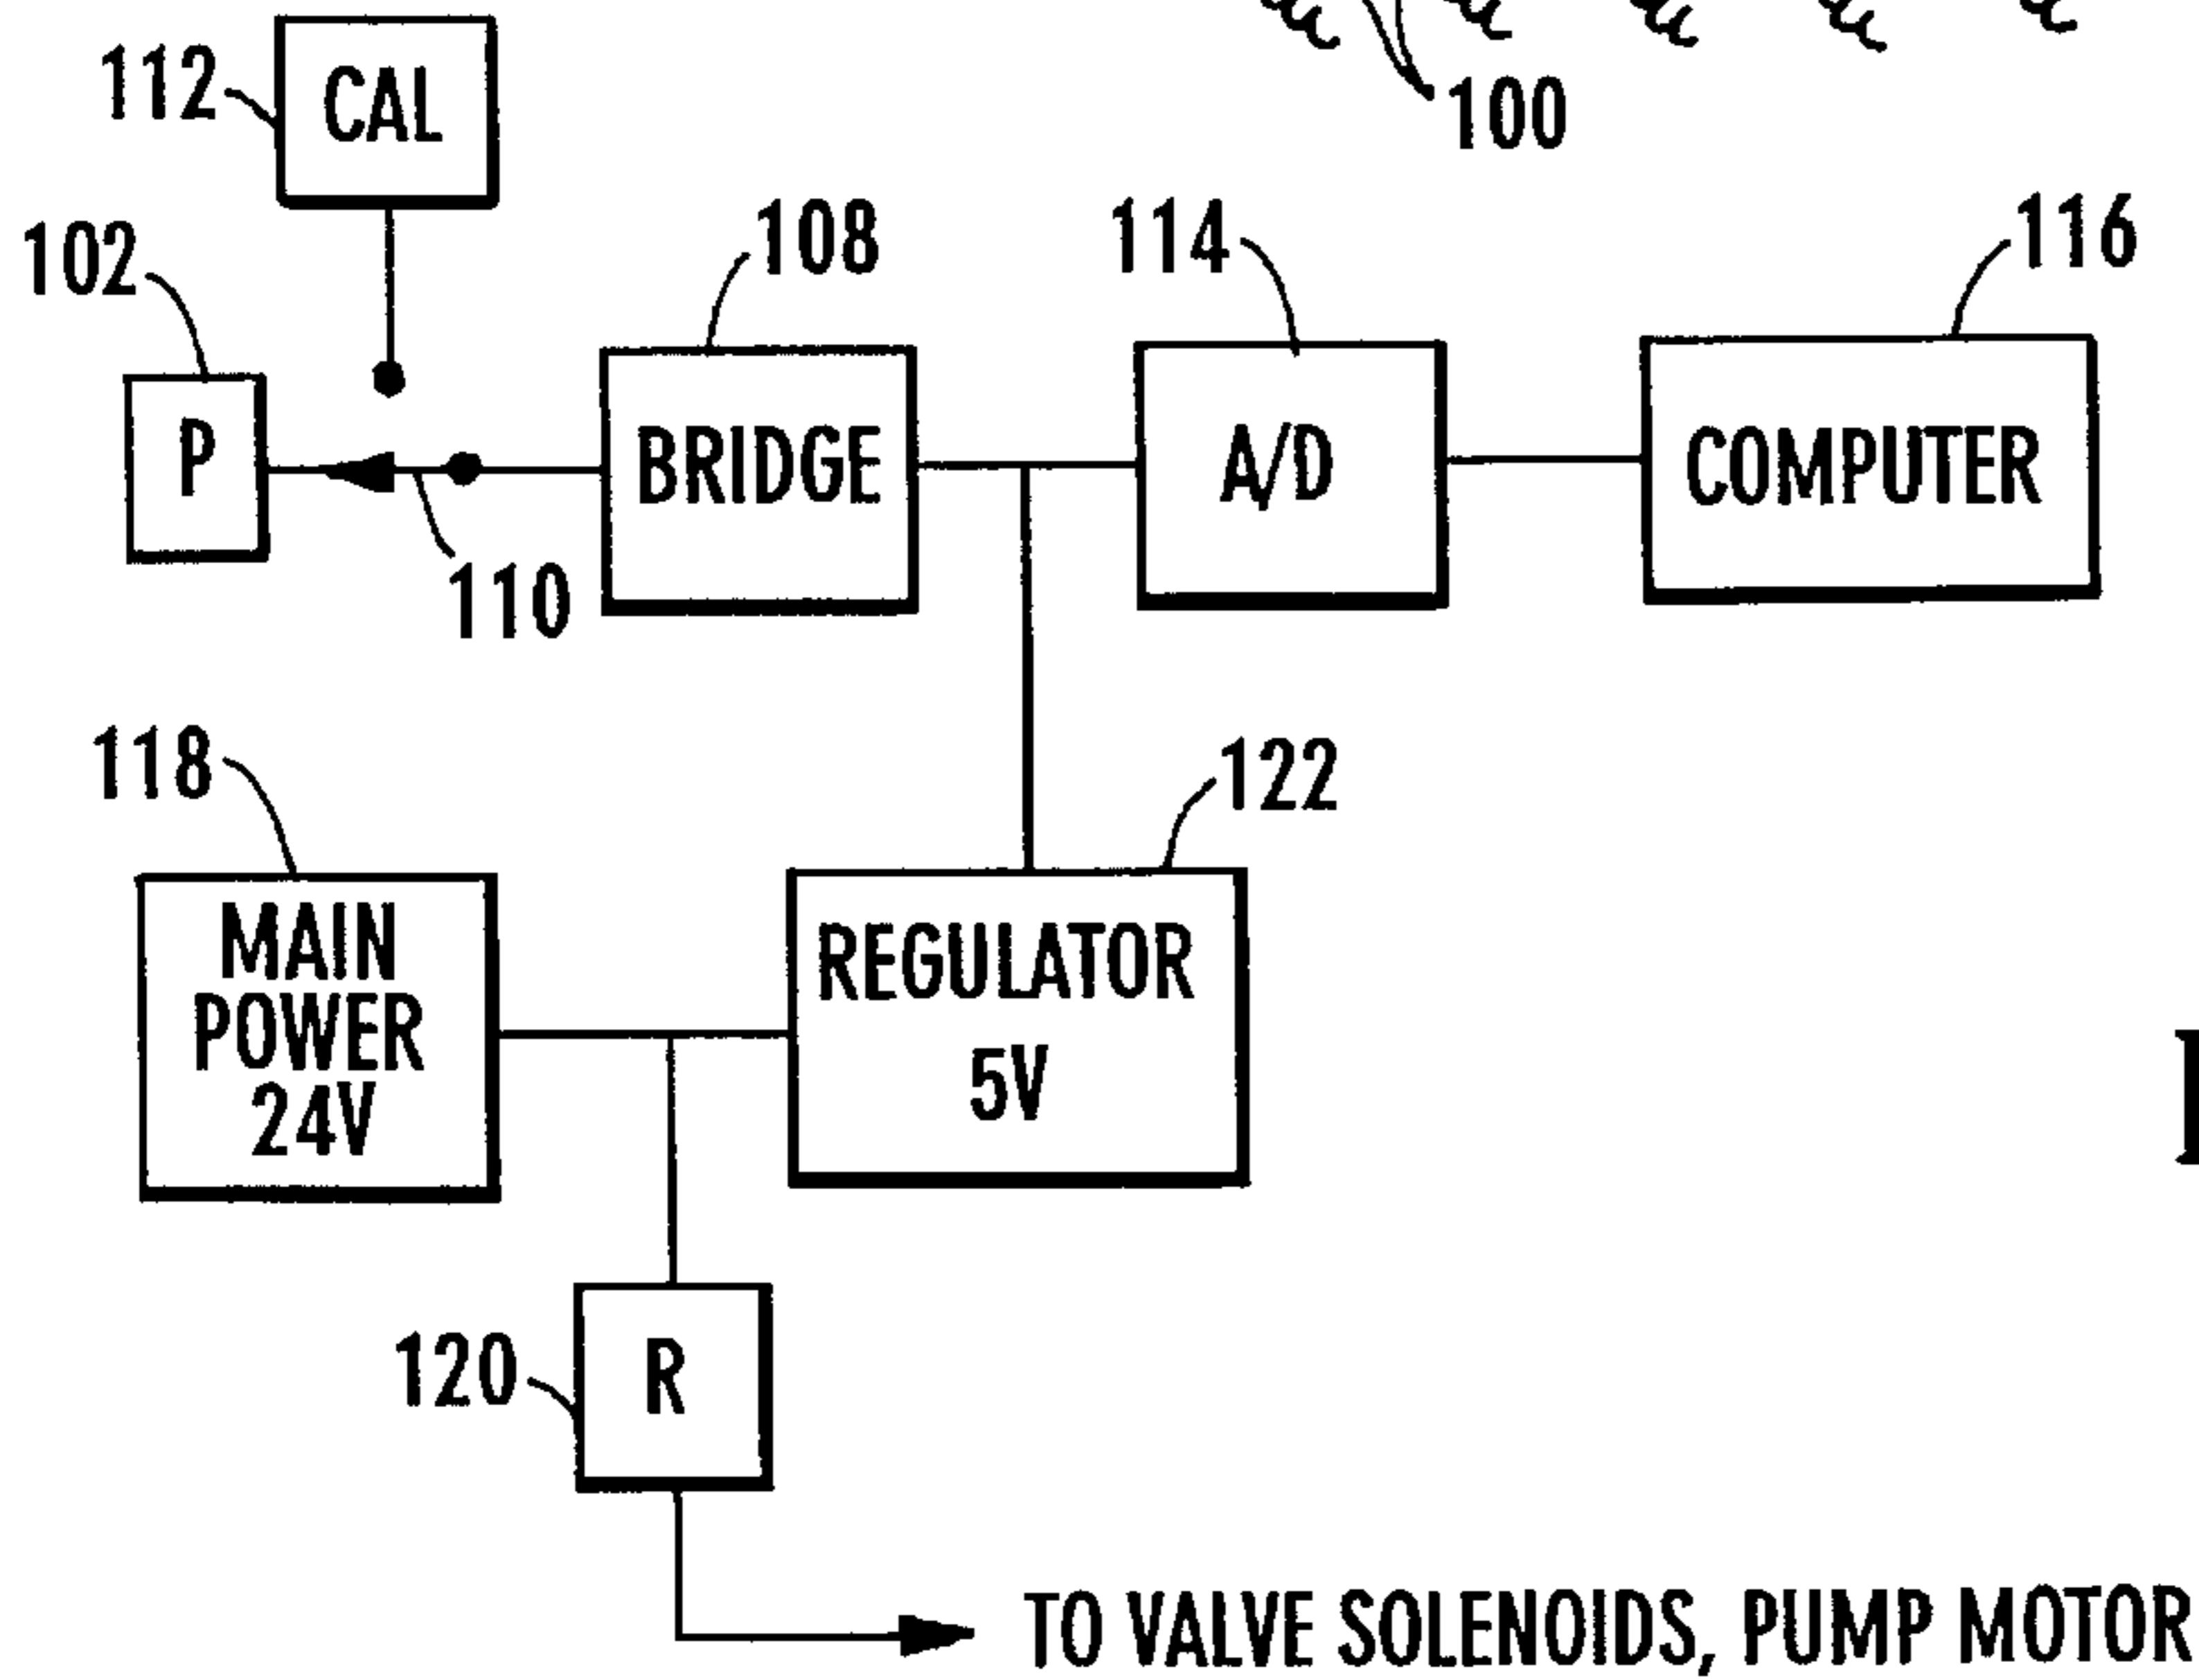 112
CAL
100
102
108
114
116
P
BRIDGE
A/D
COMPUTER
110
118
122
MAIN
POWER
24V
REGULATOR
5V
120
R
TO VALVE SOLENOIDS, PUMP MOTOR